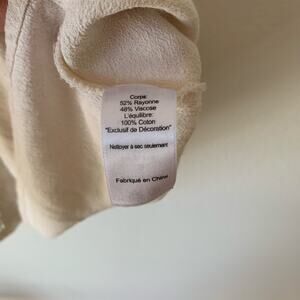 Corps:
52% Rayonne
48% Viscose
L'équilibre:
100% Coton
"Exclusif de Décoration"
Nettoyer à sec seulement
Fabriqué en Chine